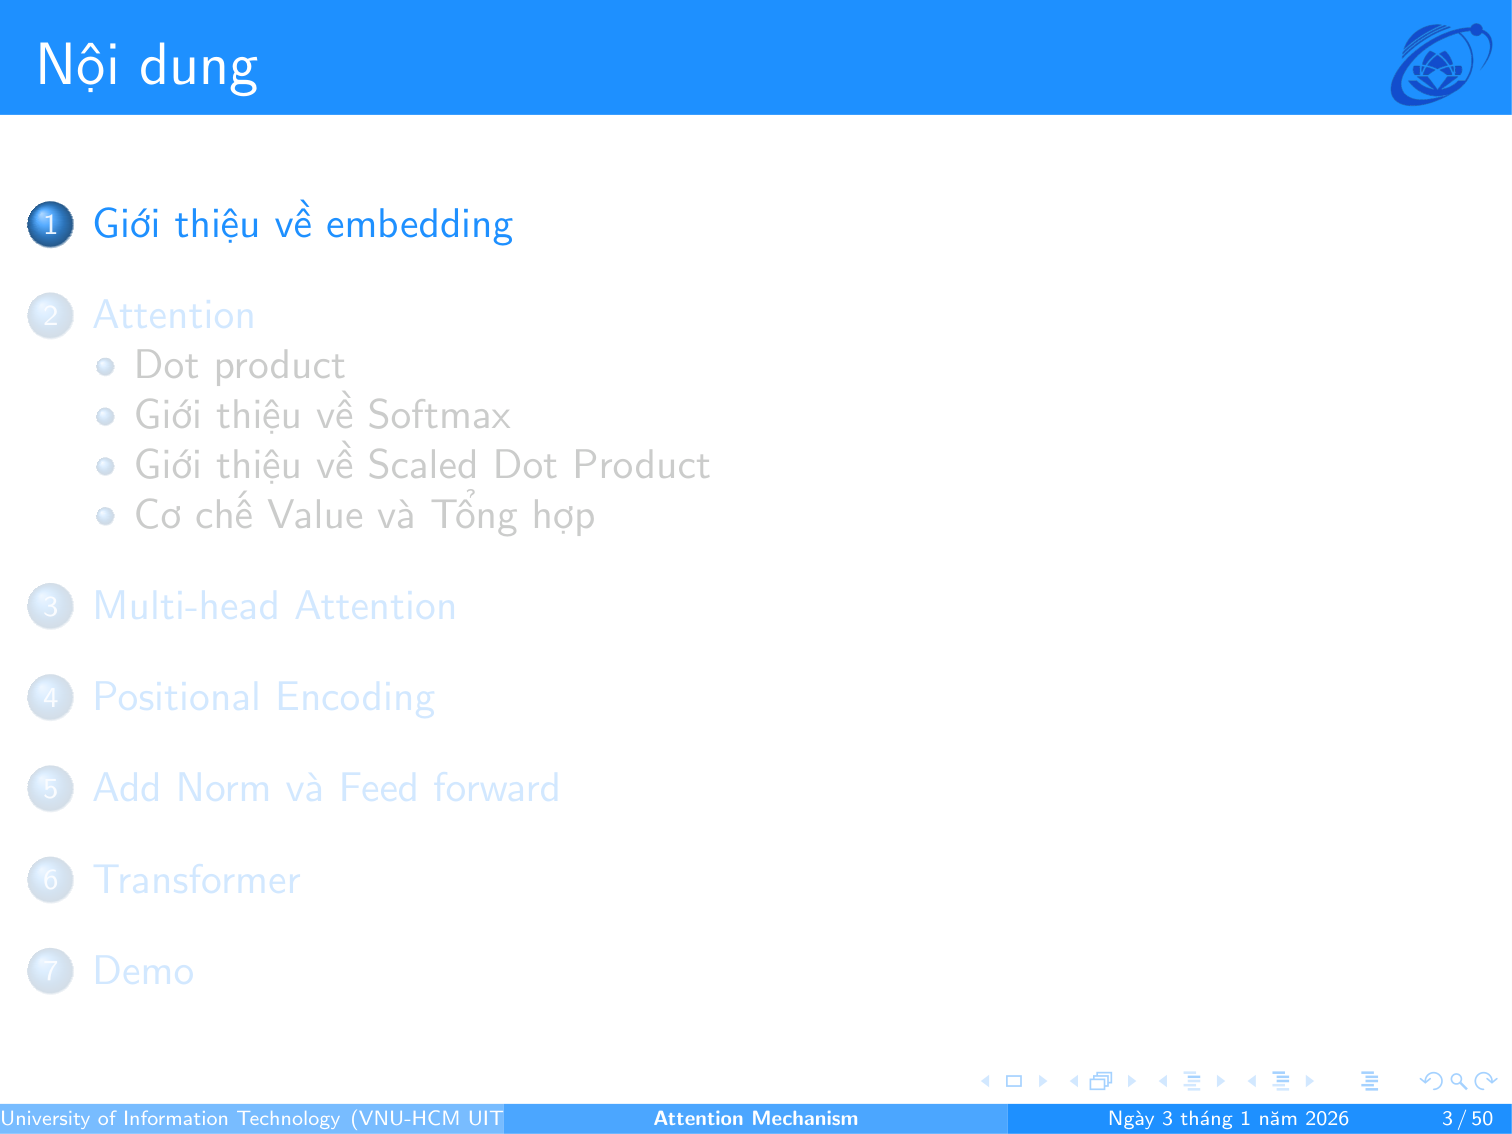 Nội dung
1 Giới thiệu về embedding
2 Attention
Dot product
Giới thiệu về Softmax
Giới thiệu về Scaled Dot Product
Cơ chế Value và Tổng hợp
3 Multi-head Attention
4 Positional Encoding
5 Add Norm và Feed forward
6 Transformer
7 Demo
University of Information Technology (VNU-HCM UIT Attention Mechanism Ngày 3 tháng 1 năm 2026 3 / 50